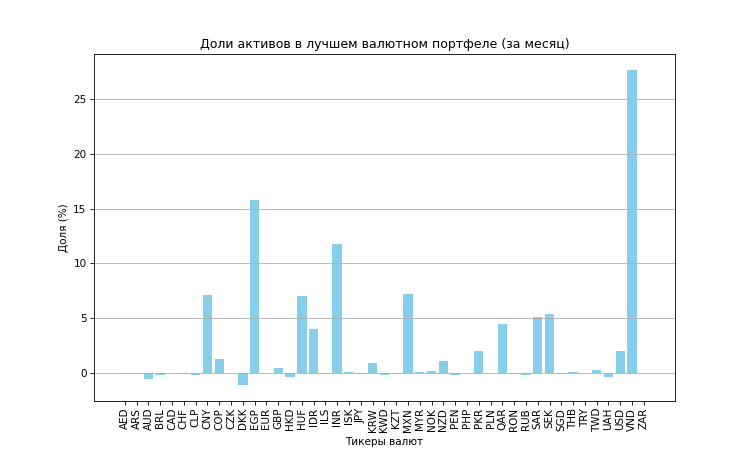 Доли активов в лучшем валютном портфеле (за месяц)
Доля (%)
25
20
15
10
5
0
AED
ARS
AUD
BRL
CAD
CHF
CLP
CNY
COP
CZK
DKK
EGP
EUR
GBP
HKD
HUF
IDR
ILS
INR
ISK
JPY
KRW
KWD
KZT
MXN
MYR
NOK
NZD
PEN
PHP
PKR
PLN
QAR
RON
RUB
SAR
SEK
SGD
THB
TRY
TWD
UAH
USD
VND
ZAR
Тикеры валют